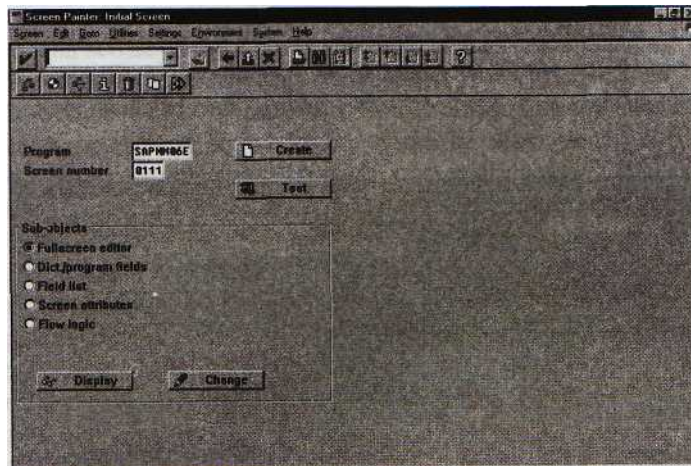 Screen Painter: Initial Screen
Screen Edit Goto Utilities Settings Environment System Help
Program SAPMM06E Create
Screen number 0111
Test
Sub-objects
Fullscreen editor
Dict./program fields
Field list
Screen attributes
Flow logic
Display Change